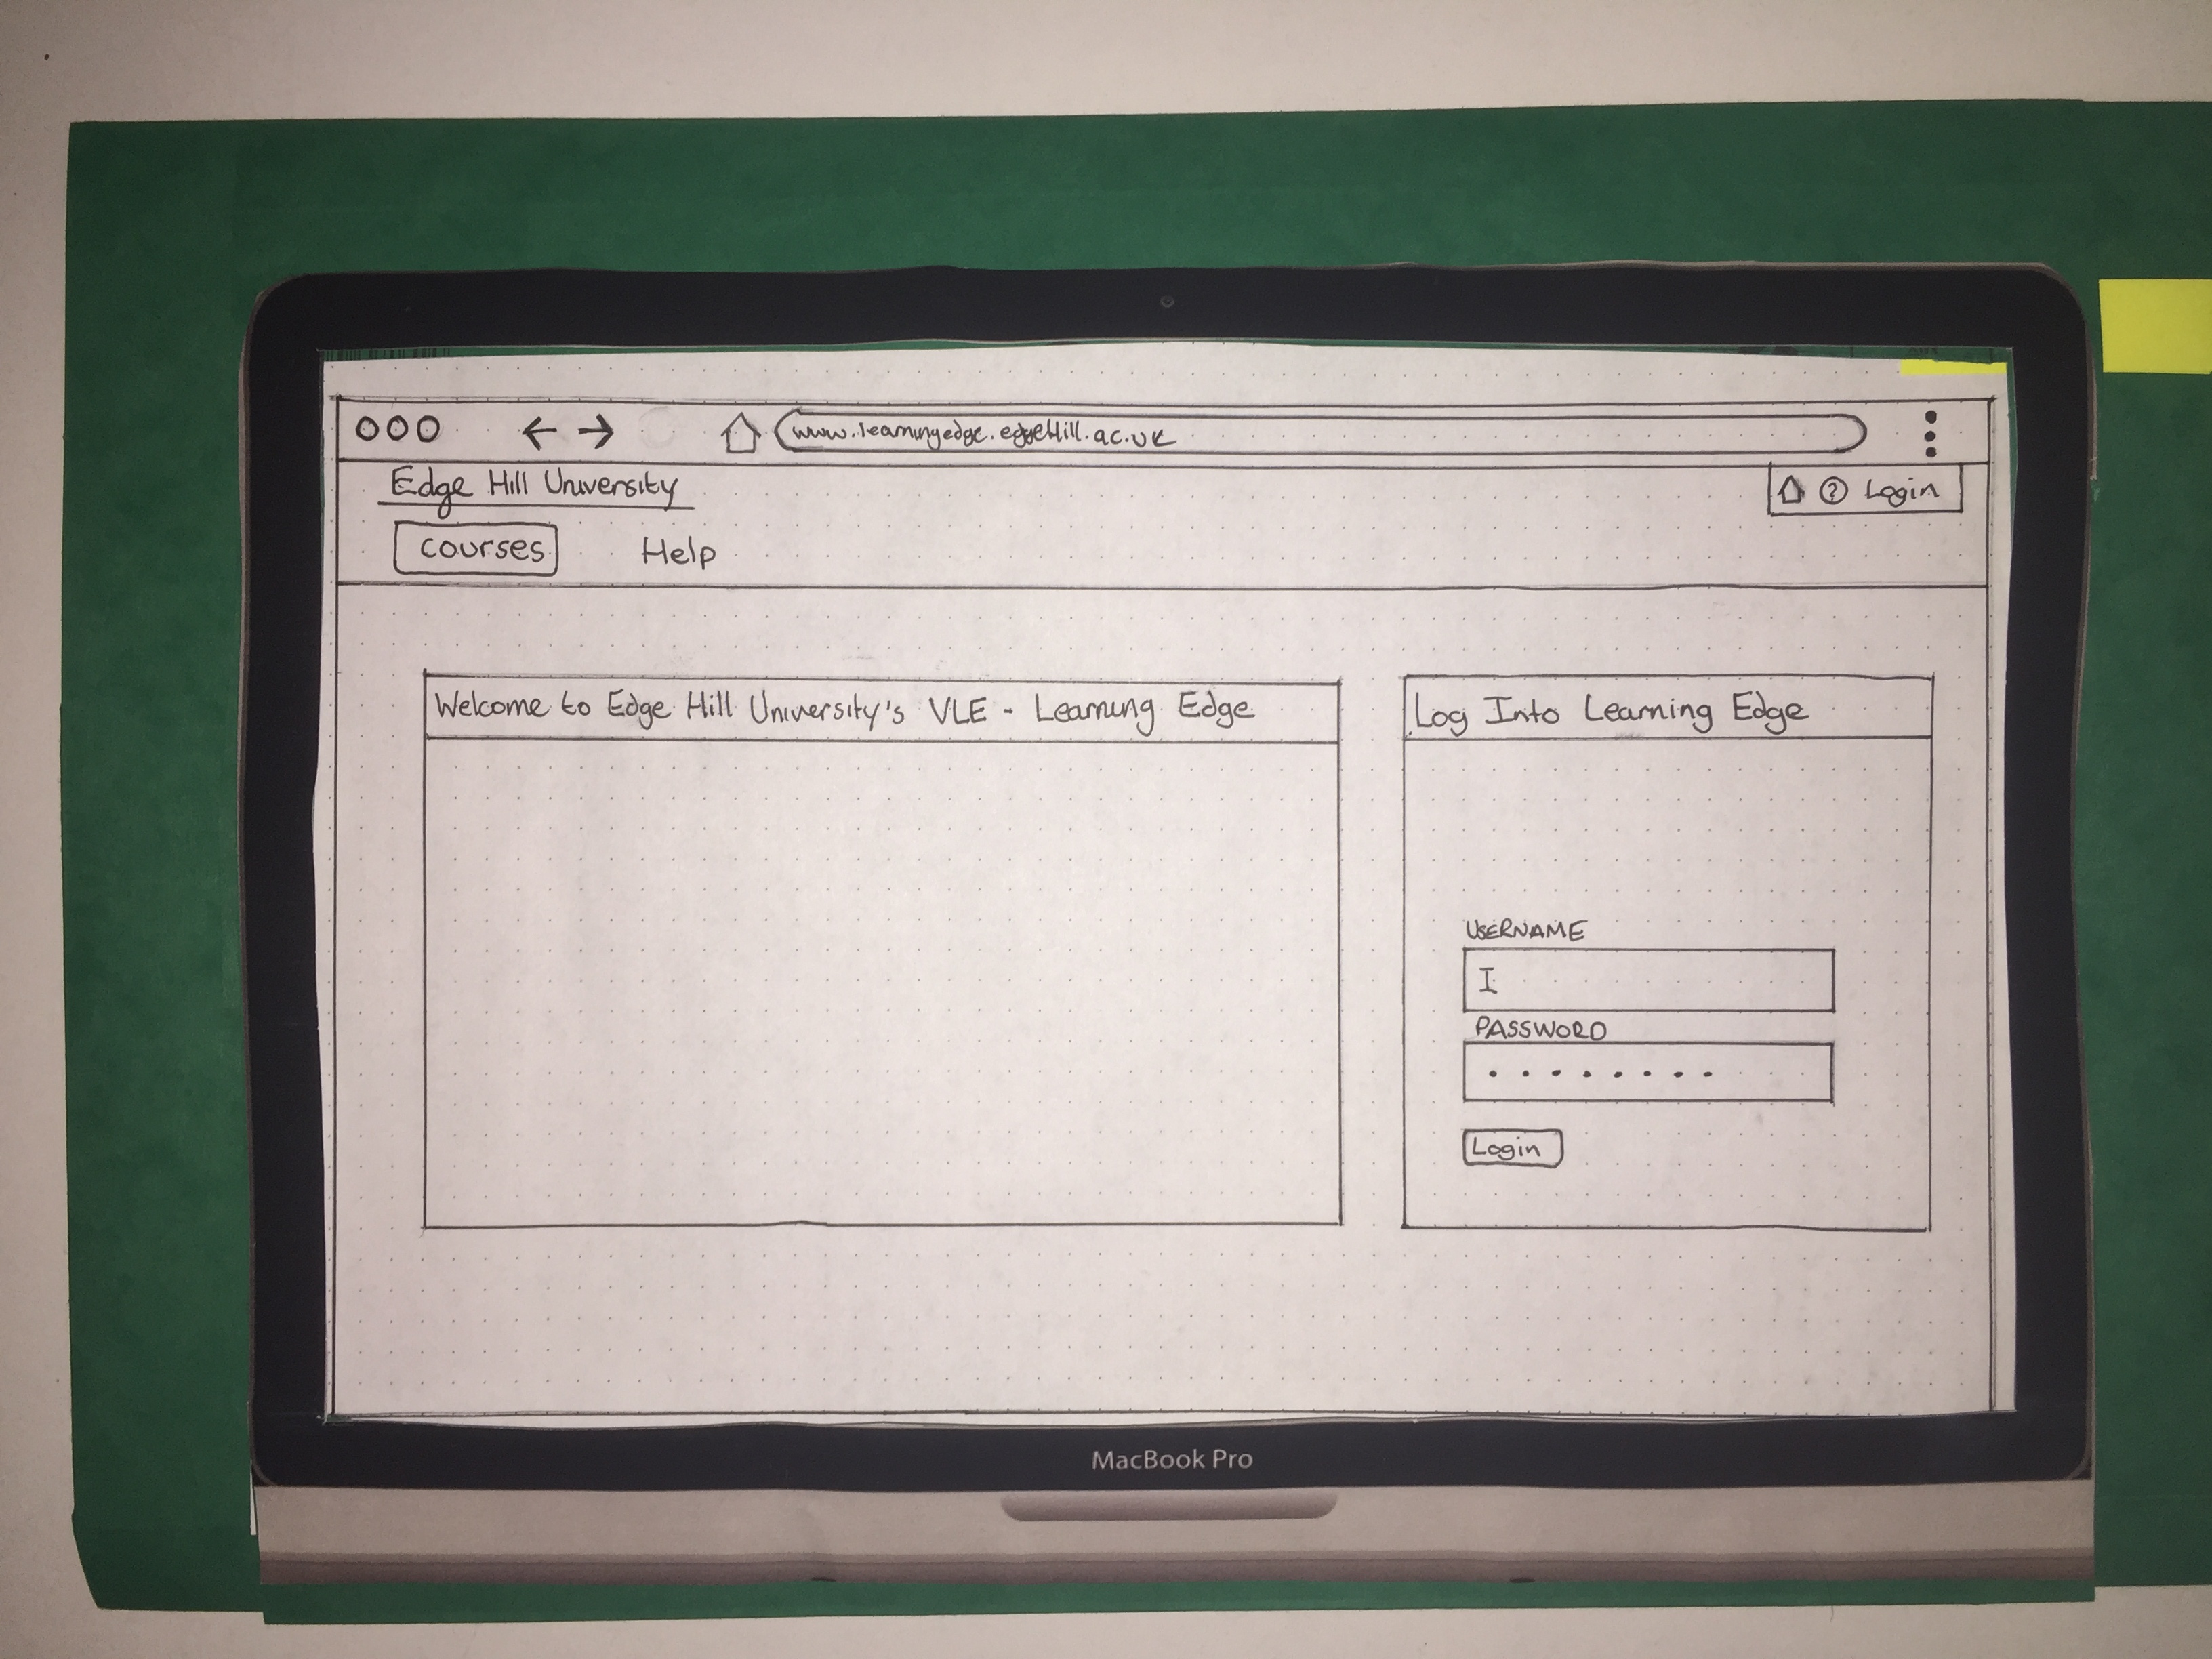 www.learningedge.edgeHill.ac.uk
Edge Hill University
Login
courses Help
Welcome to Edge Hill University's VLE - Learning Edge
Log Into Learning Edge
USERNAME
I
PASSWORD
Login
MacBook Pro